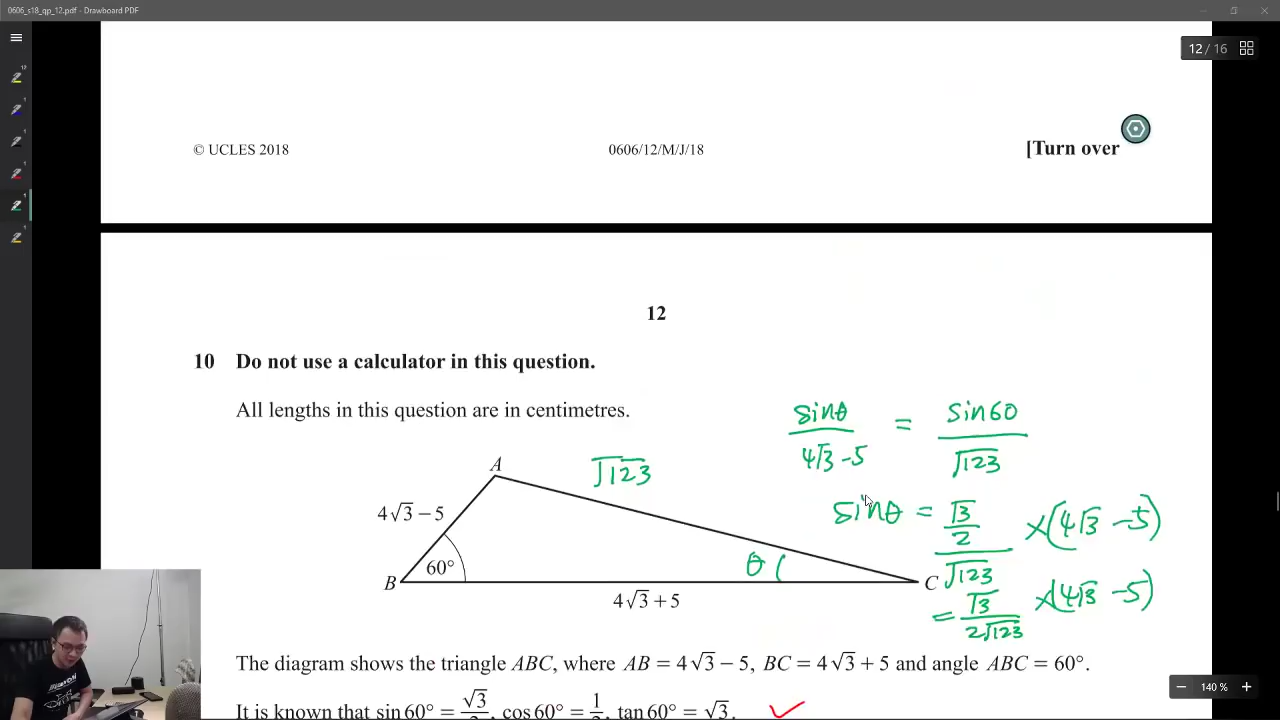 0606_s18_qp_12.pdf - Drawboard PDF
12 / 16
© UCLES 2018
0606/12/M/J/18
[Turn over
12
10 Do not use a calculator in this question.
All lengths in this question are in centimetres.
sinθ / 4√3 -5 = sin60 / √123
A
√123
4√3 − 5
sinθ = √3/2 / √123 ×(4√3 -5)
60°
θ
B
C
4√3 + 5
= √3 / 2√123 ×(4√3 -5)
The diagram shows the triangle ABC, where AB = 4√3 − 5, BC = 4√3 + 5 and angle ABC = 60°.
It is known that sin 60° = √3/2, cos 60° = 1/2, tan 60° = √3.
140 %